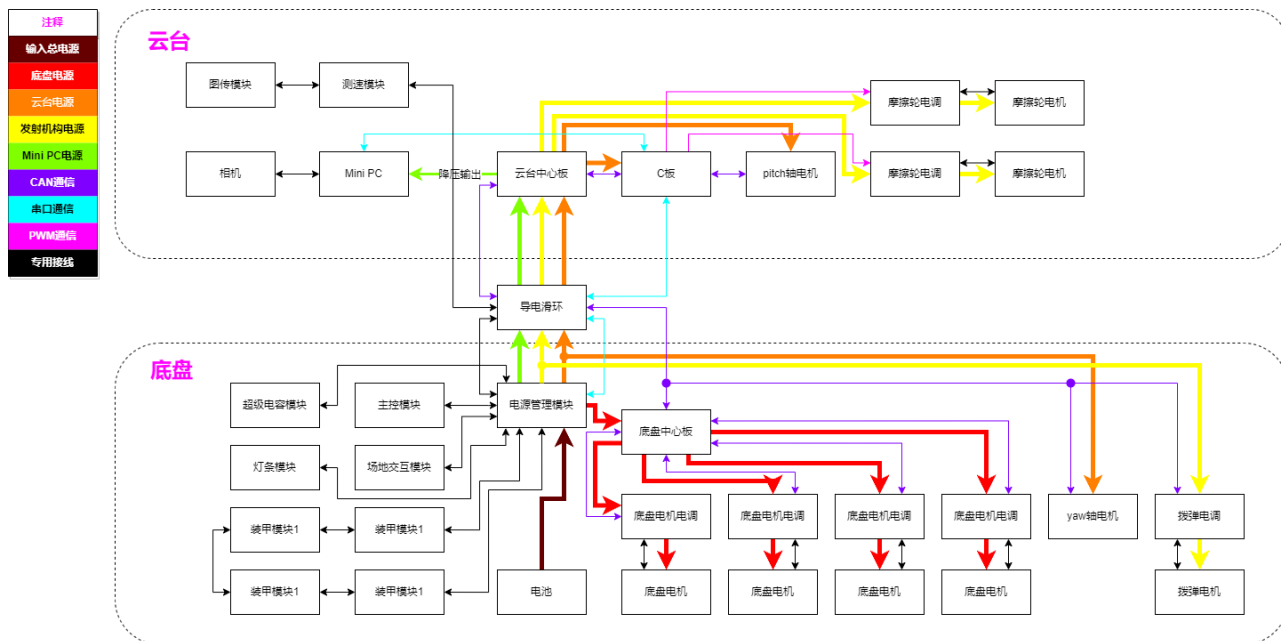 注释
输入总电源
底盘电源
云台电源
发射机构电源
Mini PC电源
CAN通信
串口通信
PWM通信
专用接线
云台
图传模块
测速模块
摩擦轮电调
摩擦轮电机
相机
Mini PC
降压输出
云台中心板
C板
pitch轴电机
摩擦轮电调
摩擦轮电机
导电滑环
底盘
超级电容模块
主控模块
电源管理模块
底盘中心板
灯条模块
场地交互模块
装甲模块1
装甲模块1
底盘电机电调
底盘电机电调
底盘电机电调
底盘电机电调
yaw轴电机
拨弹电调
装甲模块1
装甲模块1
电池
底盘电机
底盘电机
底盘电机
底盘电机
拨弹电机